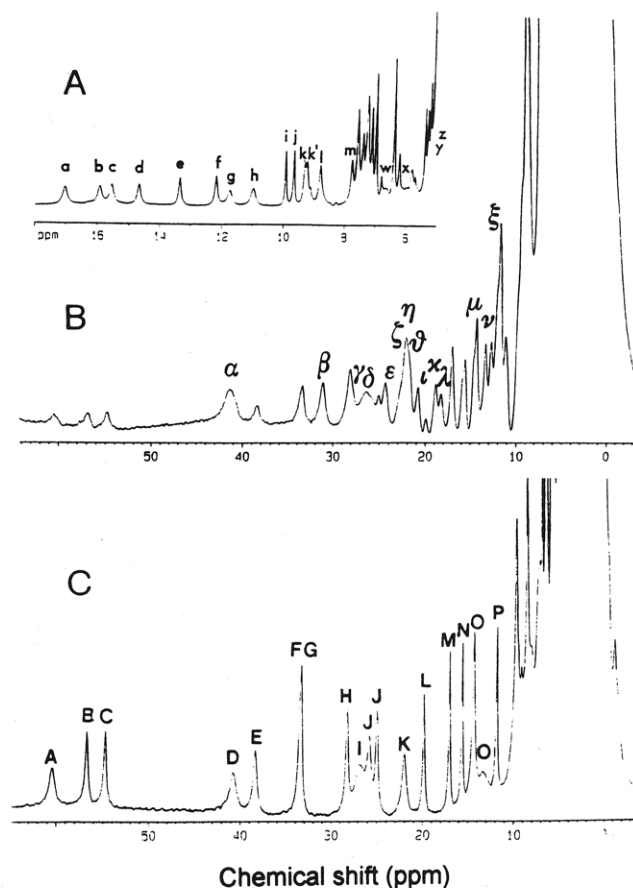 A
a b c d e f g h i j k k' l m w x z
y
ppm 16 14 12 10 8 6
B
α β γ δ ε ζ η ϑ ι ϰ λ μ ν ξ
50 40 30 20 10 0
C
A B C D E F G H I J J K L M N O O P
50 40 30 20 10
Chemical shift (ppm)